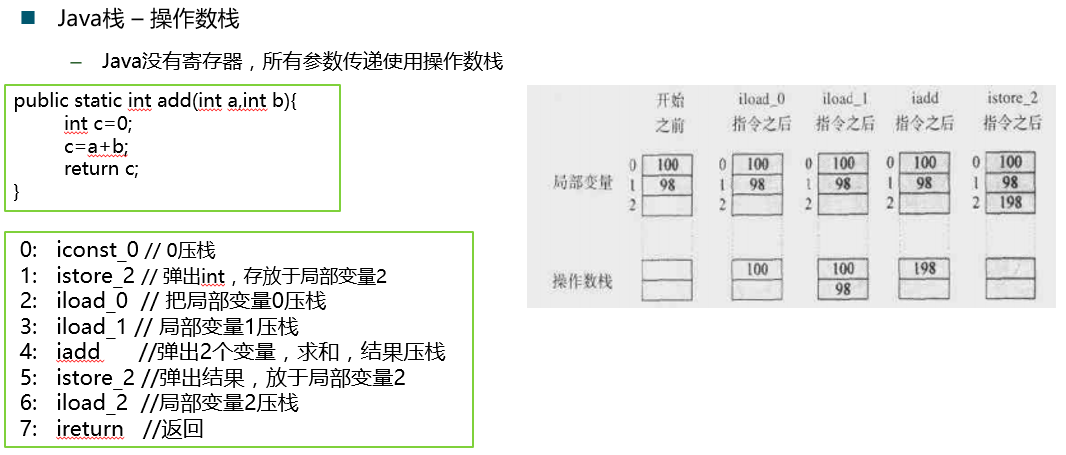 Java栈 – 操作数栈
– Java没有寄存器，所有参数传递使用操作数栈
public static int add(int a,int b){
int c=0;
c=a+b;
return c;
}
0: iconst_0 // 0压栈
1: istore_2 // 弹出int，存放于局部变量2
2: iload_0 // 把局部变量0压栈
3: iload_1 // 局部变量1压栈
4: iadd //弹出2个变量，求和，结果压栈
5: istore_2 //弹出结果，放于局部变量2
6: iload_2 //局部变量2压栈
7: ireturn //返回
开始 iload_0 iload_1 iadd istore_2
之前 指令之后 指令之后 指令之后 指令之后
0 100 0 100 0 100 0 100 0 100
局部变量 1 98 1 98 1 98 1 98 1 98
2 2 2 2 2 198
操作数栈 100 100 198
98